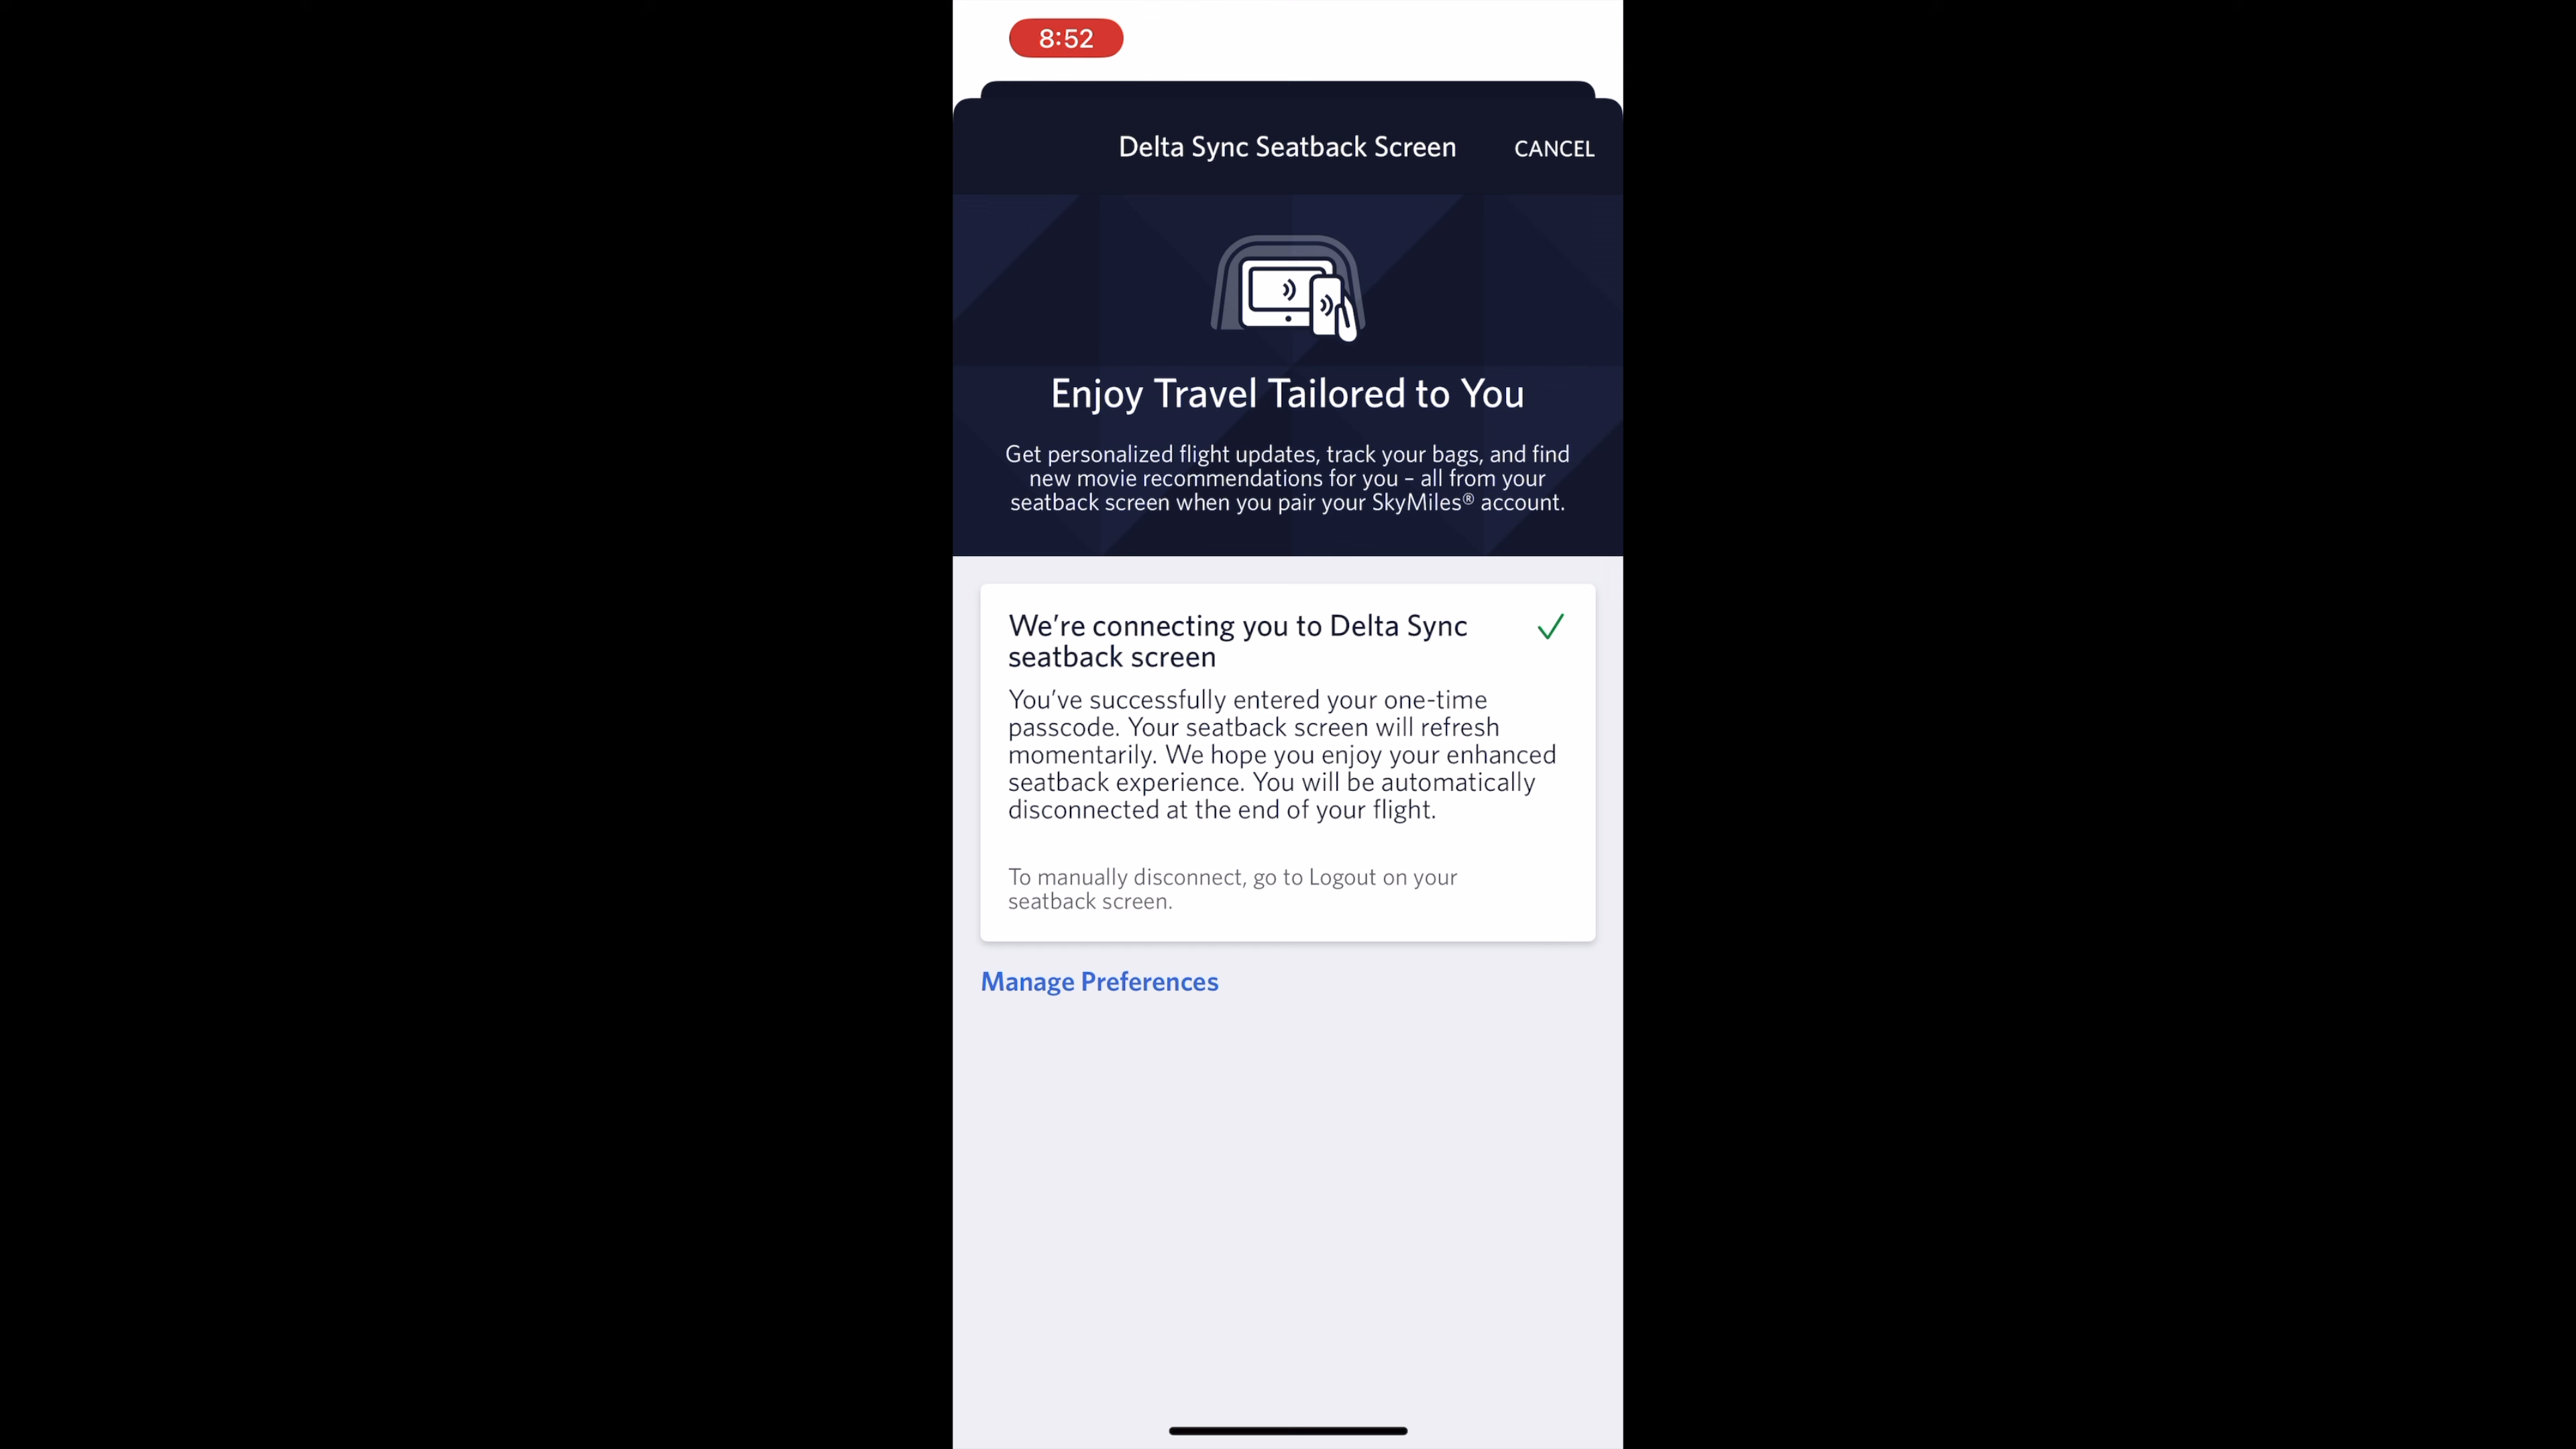 8:52
Delta Sync Seatback Screen
CANCEL
Enjoy Travel Tailored to You
Get personalized flight updates, track your bags, and find
new movie recommendations for you – all from your
seatback screen when you pair your SkyMiles® account.
We’re connecting you to Delta Sync
seatback screen
You’ve successfully entered your one-time
passcode. Your seatback screen will refresh
momentarily. We hope you enjoy your enhanced
seatback experience. You will be automatically
disconnected at the end of your flight.
To manually disconnect, go to Logout on your
seatback screen.
Manage Preferences